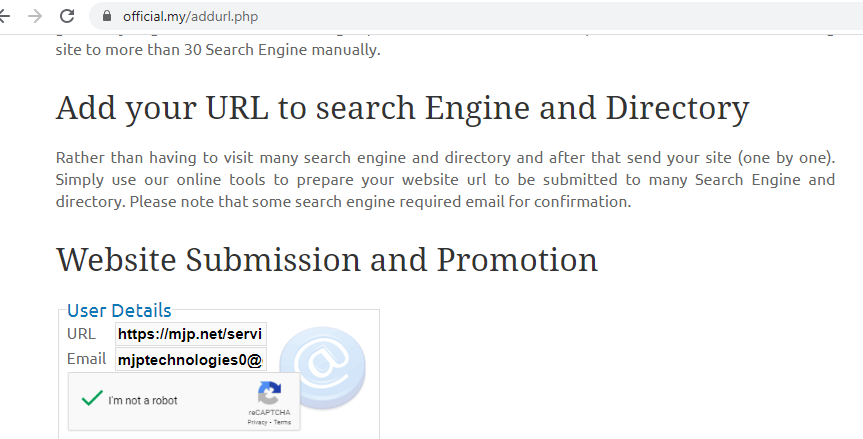 official.my/addurl.php
site to more than 30 Search Engine manually.
Add your URL to search Engine and Directory
Rather than having to visit many search engine and directory and after that send your site (one by one).
Simply use our online tools to prepare your website url to be submitted to many Search Engine and
directory. Please note that some search engine required email for confirmation.
Website Submission and Promotion
User Details
URL https://mjp.net/servi
Email mjptechnologies0@
I'm not a robot
reCAPTCHA
Privacy - Terms